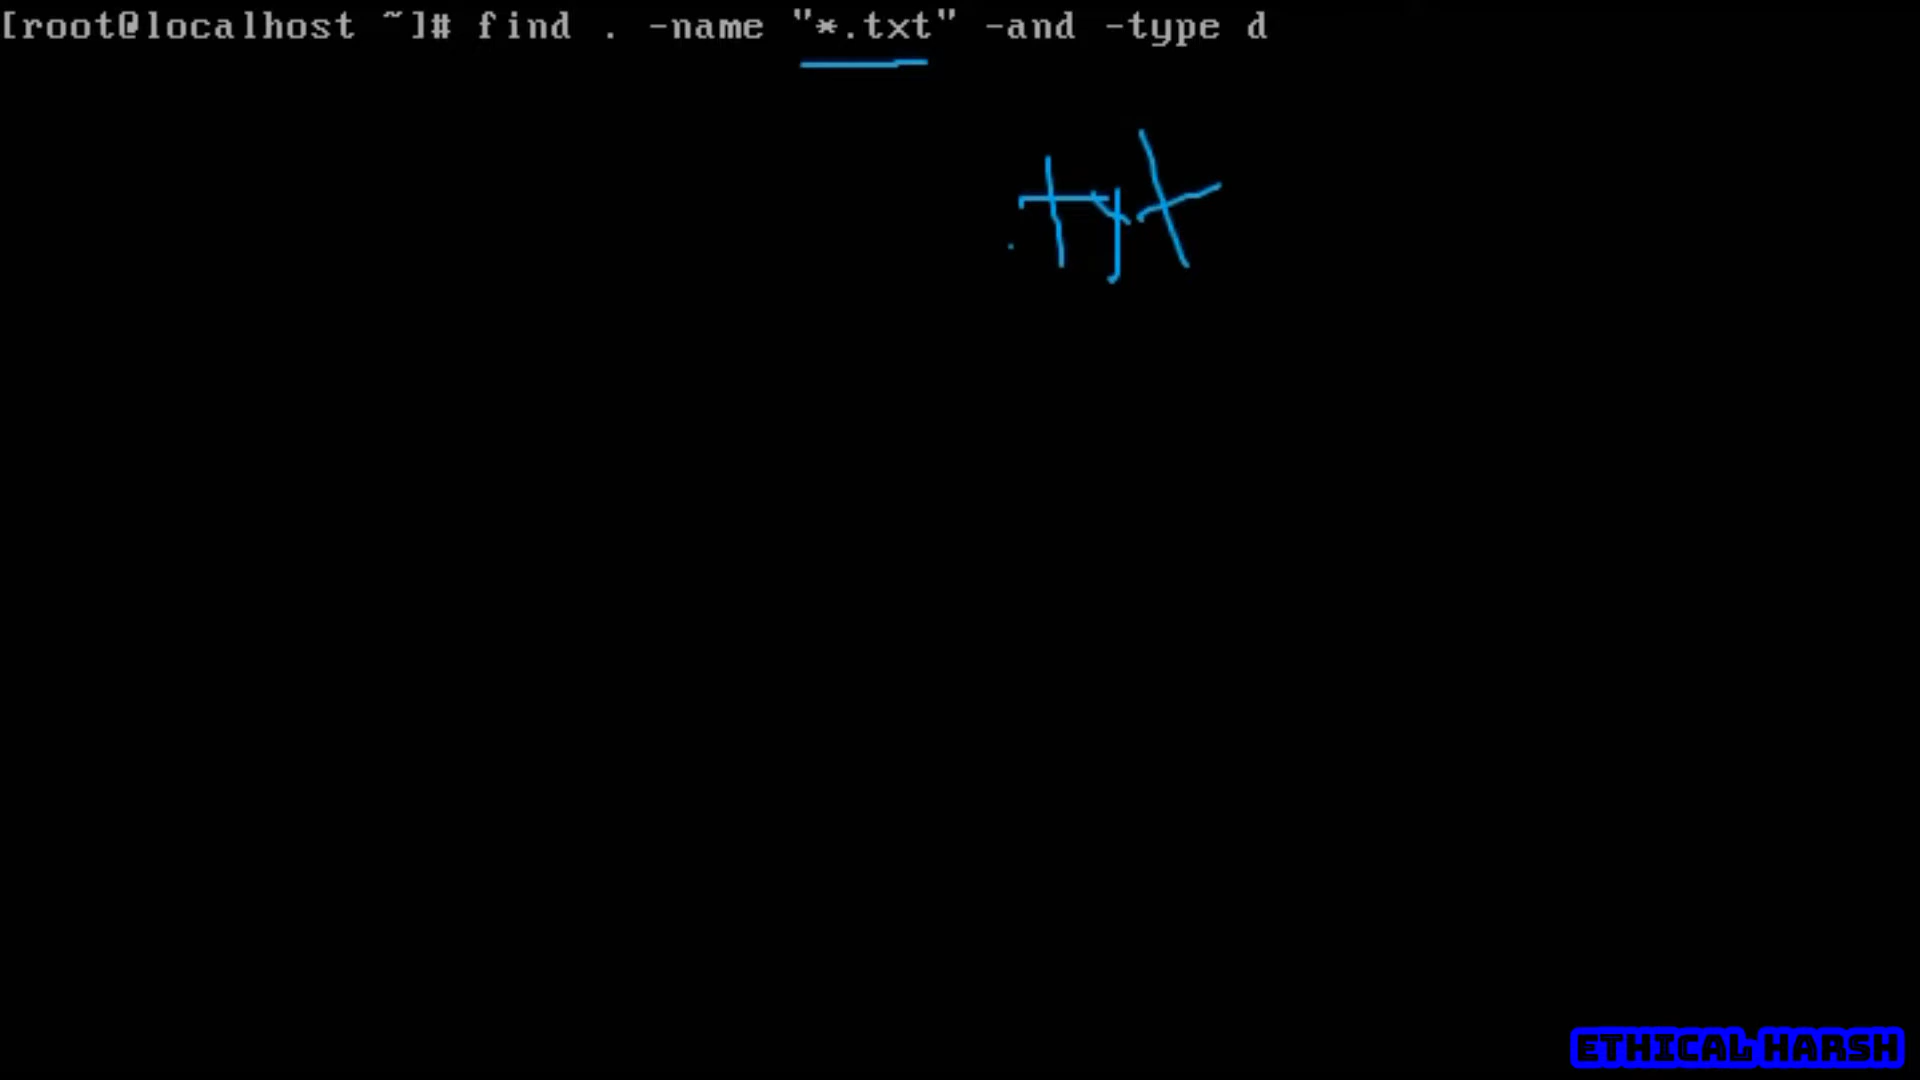 [root@localhost ~]# find . -name "*.txt" -and -type d
.txt
ETHICAL HARSH